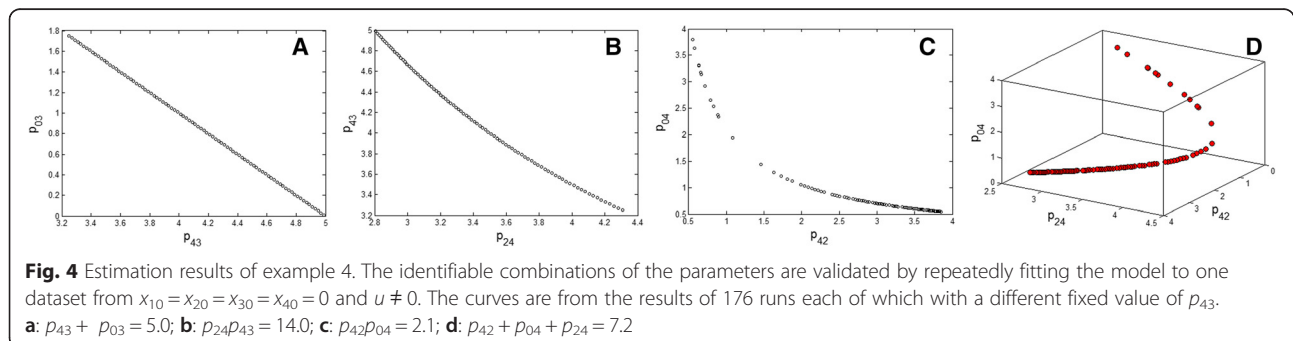 A
p03
1.8
1.6
1.4
1.2
1
0.8
0.6
0.4
0.2
0
3.2 3.4 3.6 3.8 4 4.2 4.4 4.6 4.8 5
p43
B
p43
5
4.8
4.6
4.4
4.2
4
3.8
3.6
3.4
3.2
2.8 3 3.2 3.4 3.6 3.8 4 4.2 4.4
p24
C
p04
4
3.5
3
2.5
2
1.5
1
0.5
0.5 1 1.5 2 2.5 3 3.5 4
p42
D
p04
4
3
2
1
0
2.5 3 3.5 4 4.5
p24
4 3 2 1 0
p42
Fig. 4 Estimation results of example 4. The identifiable combinations of the parameters are validated by repeatedly fitting the model to one
dataset from x10 = x20 = x30 = x40 = 0 and u ≠ 0. The curves are from the results of 176 runs each of which with a different fixed value of p43.
a: p43 + p03 = 5.0; b: p24p43 = 14.0; c: p42p04 = 2.1; d: p42 + p04 + p24 = 7.2